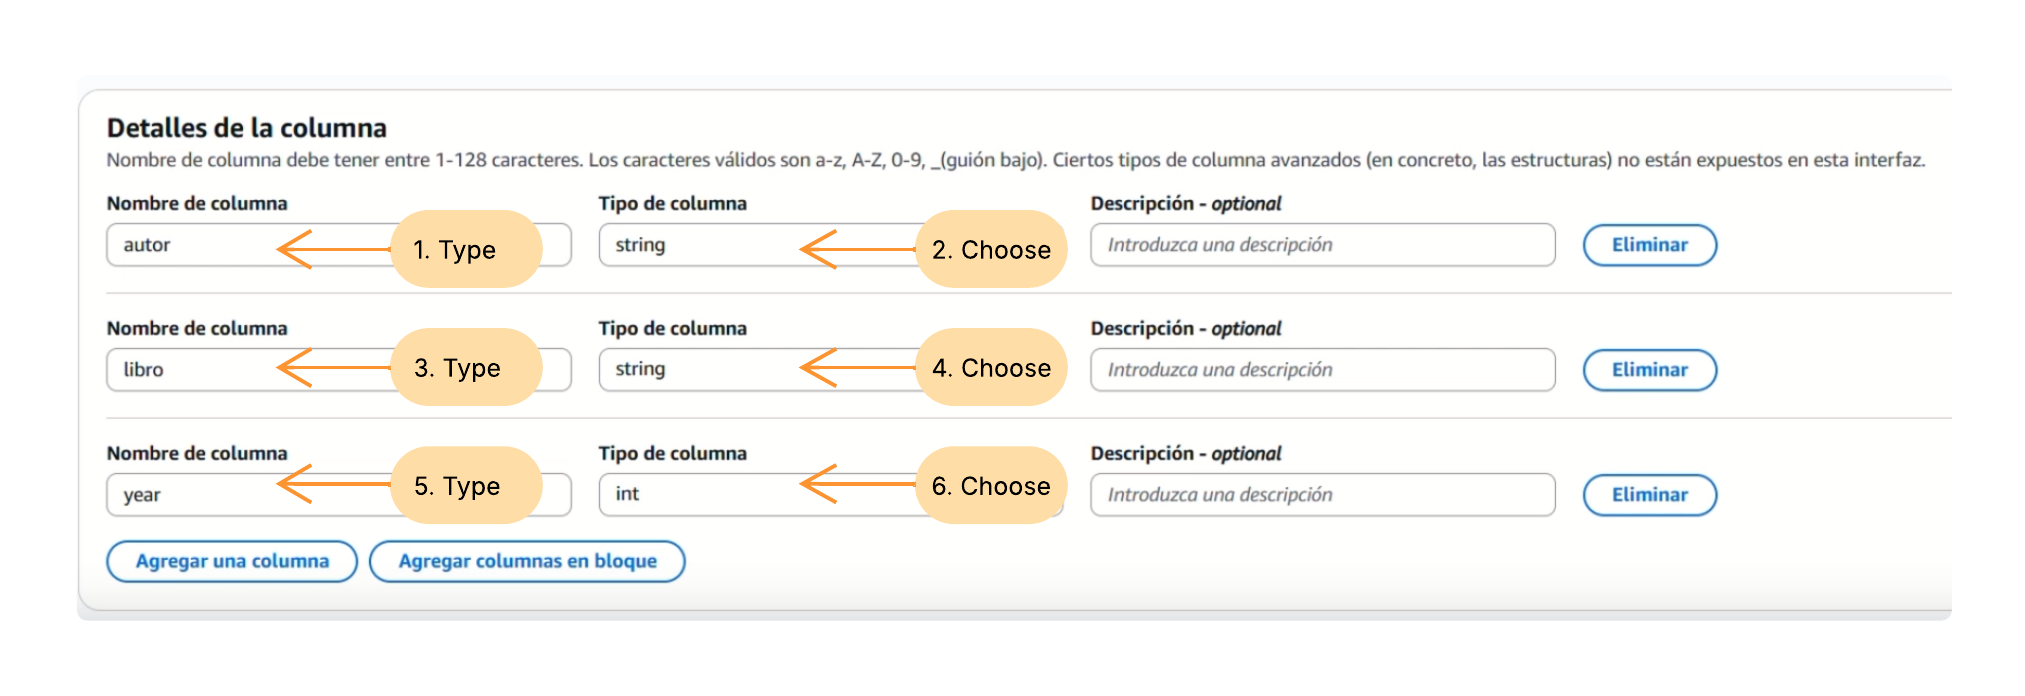 Detalles de la columna
Nombre de columna debe tener entre 1-128 caracteres. Los caracteres válidos son a-z, A-Z, 0-9, _(guión bajo). Ciertos tipos de columna avanzados (en concreto, las estructuras) no están expuestos en esta interfaz.
Nombre de columna Tipo de columna Descripción - optional
autor 1. Type string 2. Choose Introduzca una descripción Eliminar
Nombre de columna Tipo de columna Descripción - optional
libro 3. Type string 4. Choose Introduzca una descripción Eliminar
Nombre de columna Tipo de columna Descripción - optional
year 5. Type int 6. Choose Introduzca una descripción Eliminar
Agregar una columna Agregar columnas en bloque